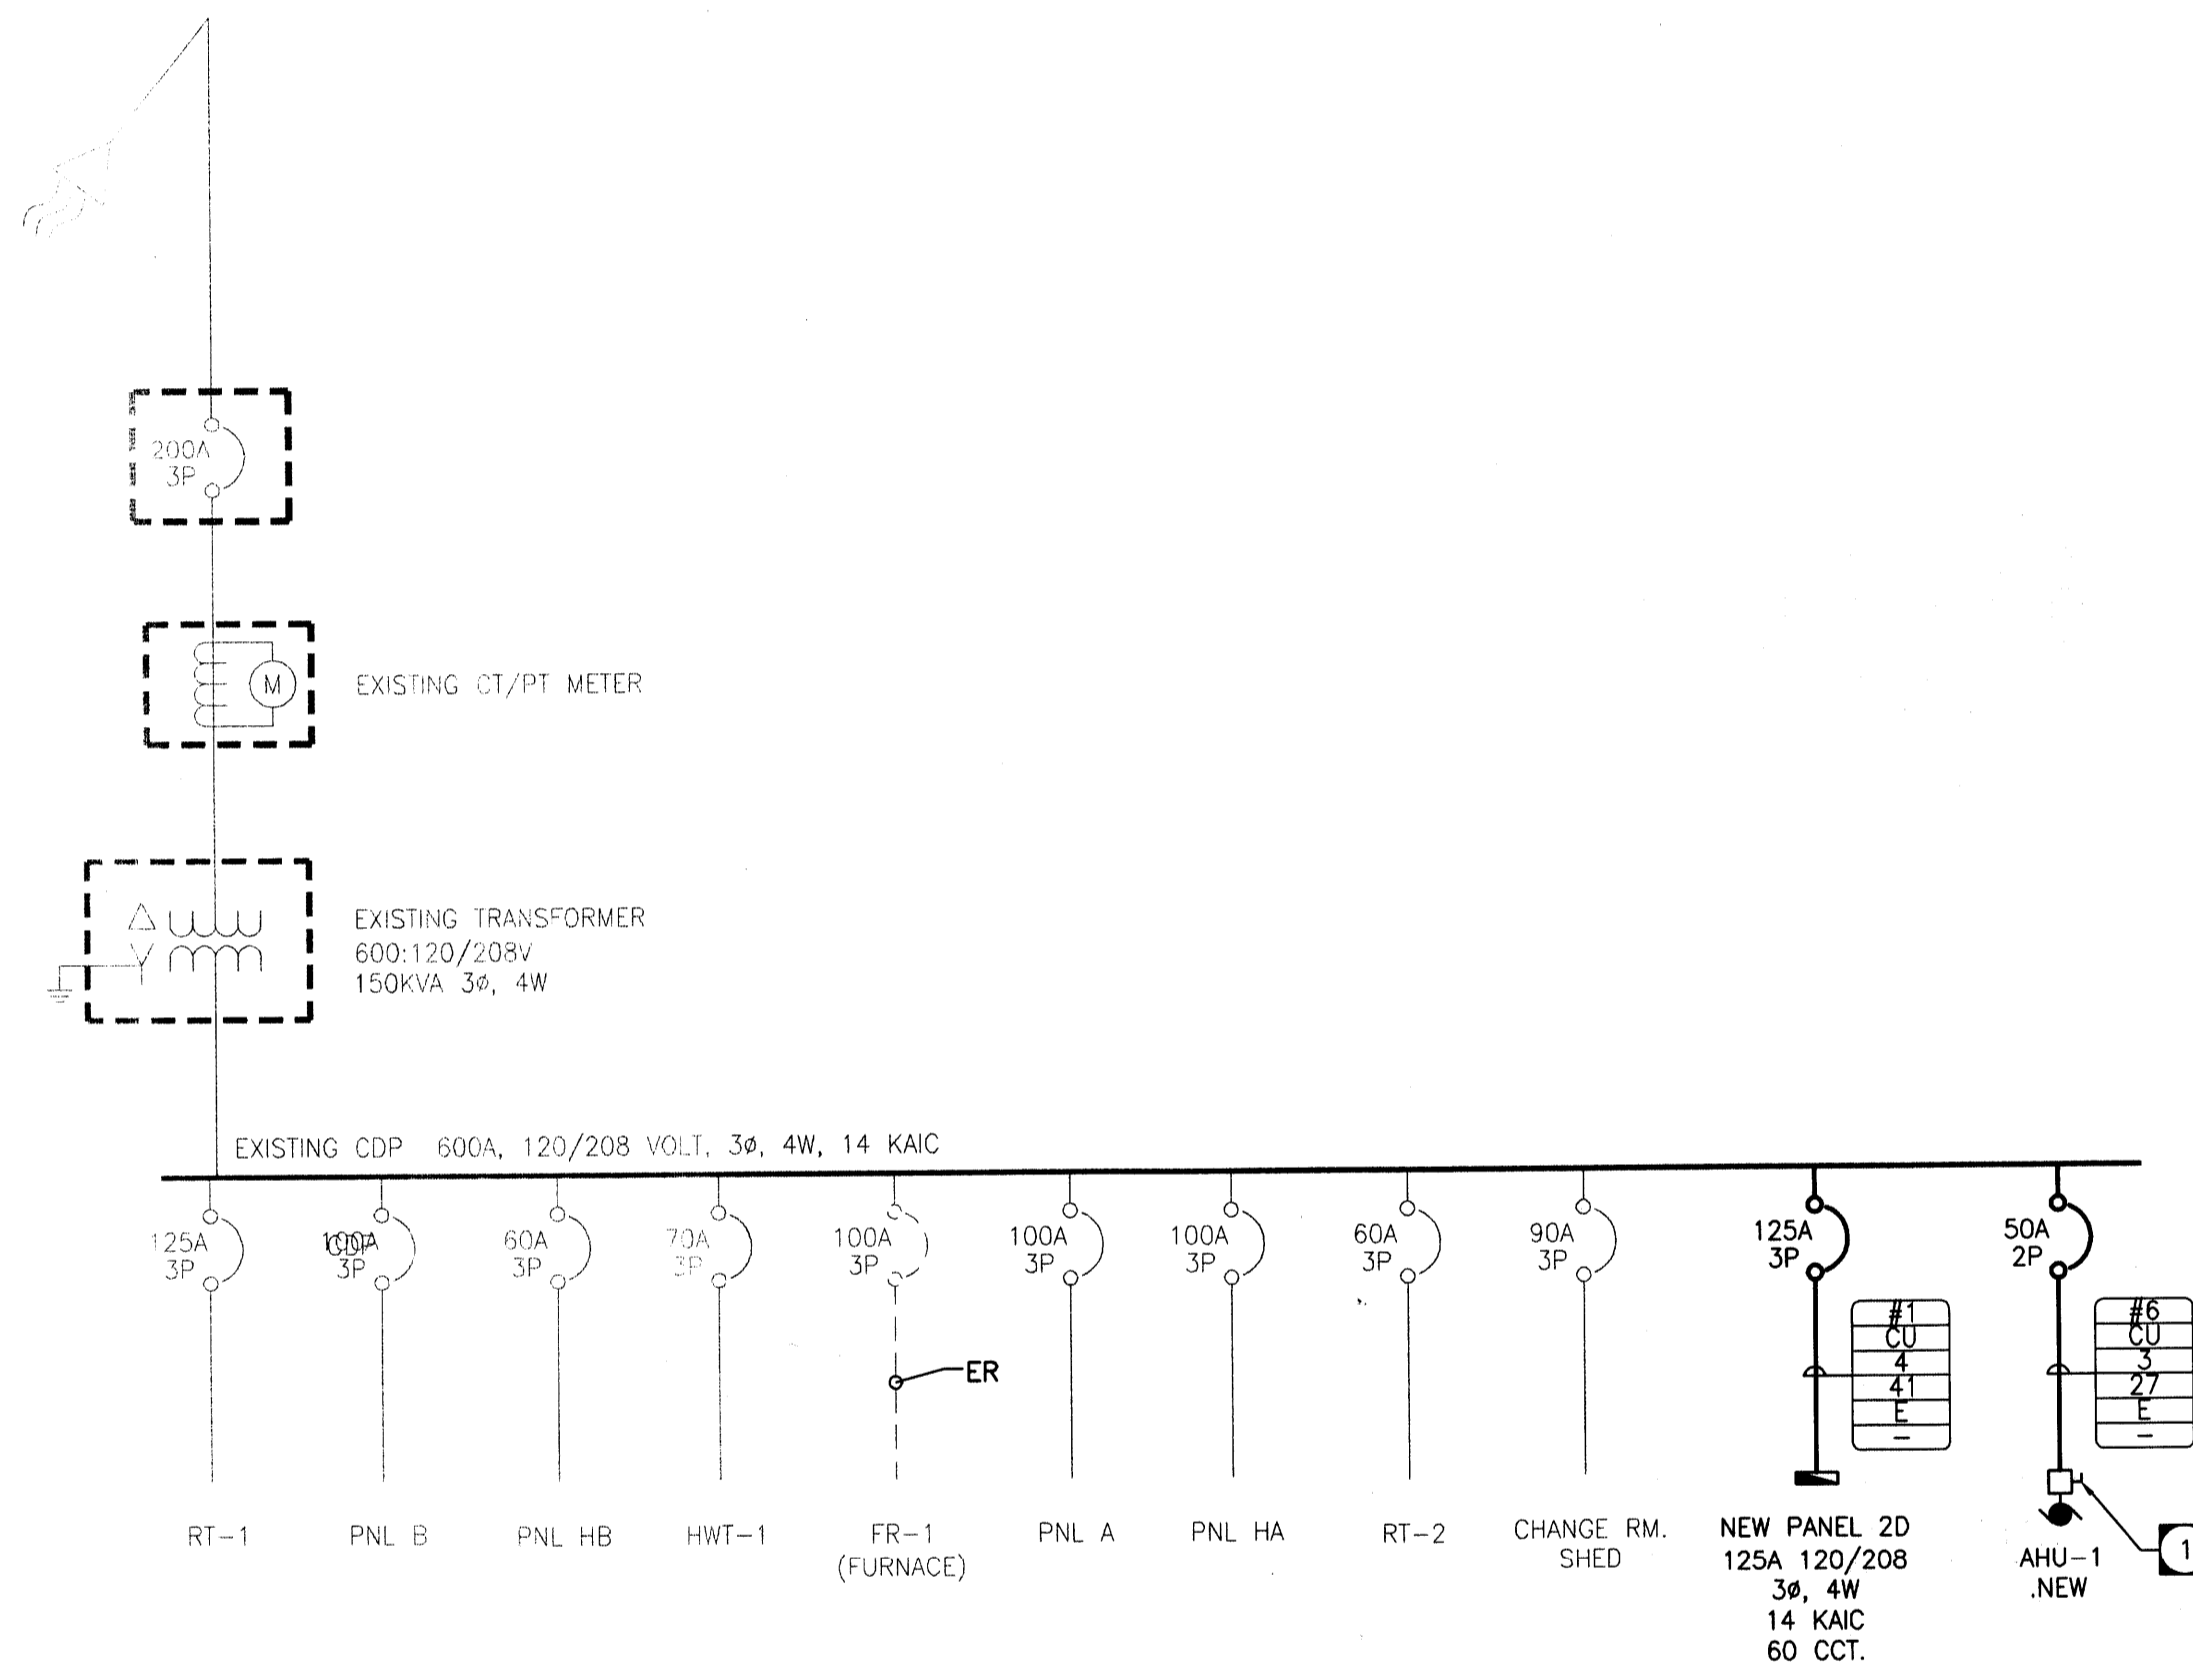 200A
3P
M
EXISTING CT/PT METER
EXISTING TRANSFORMER
600:120/208V
150KVA 3ø, 4W
EXISTING CDP 600A, 120/208 VOLT, 3ø, 4W, 14 KAIC
125A
3P
100A
CDP
3P
60A
3P
70A
3P
100A
3P
100A
3P
100A
3P
60A
3P
90A
3P
125A
3P
50A
2P
#1
CU
4
41
E
–
#6
CU
3
27
E
–
ER
RT–1
PNL B
PNL HB
HWT–1
FR–1
(FURNACE)
PNL A
PNL HA
RT–2
CHANGE RM.
SHED
NEW PANEL 2D
125A 120/208
3ø, 4W
14 KAIC
60 CCT.
AHU–1
.NEW
1